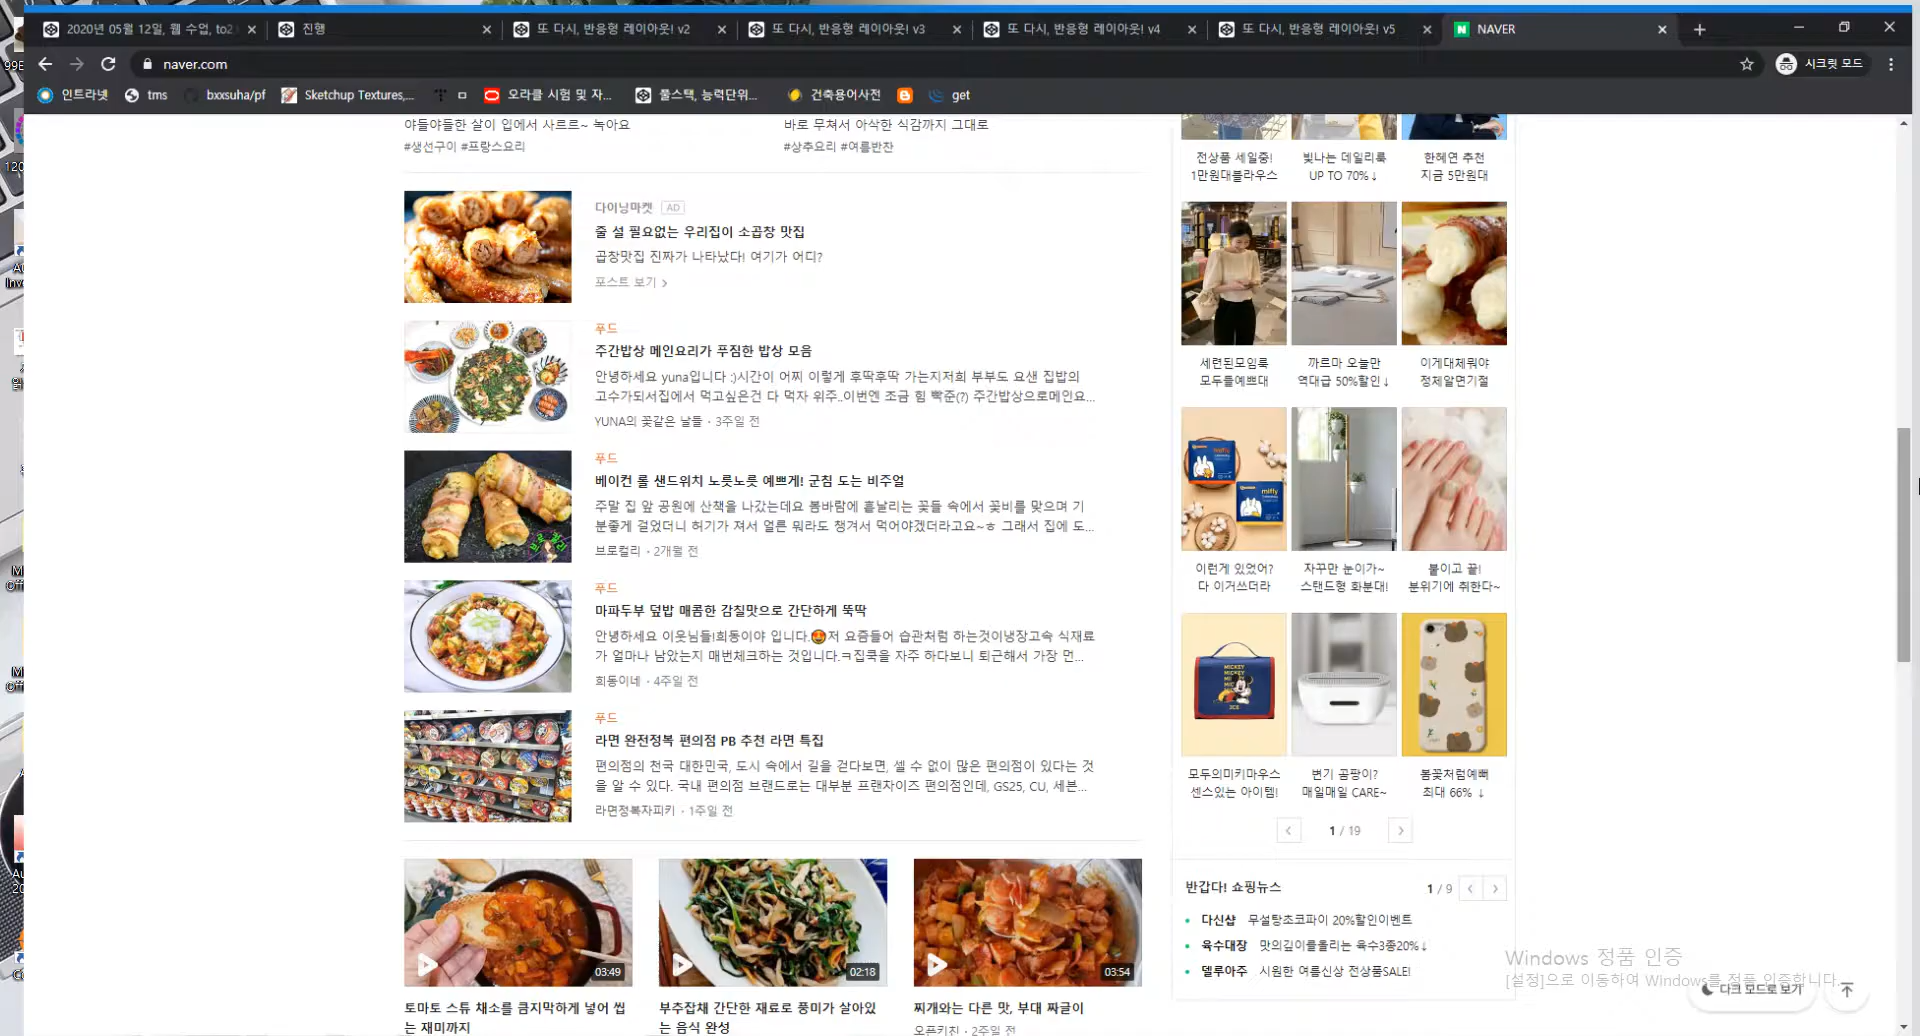 2020년 05월 12일, 웹 수업, to2
진행
또 다시, 반응형 레이아웃! v2
또 다시, 반응형 레이아웃! v3
또 다시, 반응형 레이아웃! v4
또 다시, 반응형 레이아웃! v5
NAVER
naver.com
시크릿 모드
인트라넷
tms
bxxsuha/pf
Sketchup Textures,...
오라클 시험 및 자...
풀스택, 능력단위...
건축용어사전
get
야들야들한 살이 입에서 사르르~ 녹아요
#생선구이 #프랑스요리
바로 무쳐서 아삭한 식감까지 그대로
#상추요리 #여름반찬
다이닝마켓 AD
줄 설 필요없는 우리집이 소곱창 맛집
곱창맛집 진짜가 나타났다! 여기가 어디?
포스트 보기 >
푸드
주간밥상 메인요리가 푸짐한 밥상 모음
안녕하세요 yuna입니다 :)시간이 어찌 이렇게 후딱후딱 가는지저희 부부도 요샌 집밥의
고수가되서집에서 먹고싶은건 다 먹자 위주..이번엔 조금 힘 빡준(?) 주간밥상으로메인요...
YUNA의 꽃같은 날들 · 3주일 전
푸드
베이컨 롤 샌드위치 노릇노릇 예쁘게! 군침 도는 비주얼
주말 집 앞 공원에 산책을 나갔는데요 봄바람에 흩날리는 꽃들 속에서 꽃비를 맞으며 기
분좋게 걸었더니 허기가 져서 얼른 뭐라도 챙겨서 먹어야겠더라고요~ㅎ 그래서 집에 도...
브로컬리 · 2개월 전
푸드
마파두부 덮밥 매콤한 감칠맛으로 간단하게 뚝딱
안녕하세요 이웃님들!희동이야 입니다.😍저 요즘들어 습관처럼 하는것이냉장고속 식재료
가 얼마나 남았는지 매번체크하는 것입니다.ㅋ집쿡을 자주 하다보니 퇴근해서 가장 먼...
희동이네 · 4주일 전
푸드
라면 완전정복 편의점 PB 추천 라면 특집
편의점의 천국 대한민국, 도시 속에서 길을 걷다보면, 셀 수 없이 많은 편의점이 있다는 것
을 알 수 있다. 국내 편의점 브랜드로는 대부분 프랜차이즈 편의점인데, GS25, CU, 세븐...
라면정복자피키 · 1주일 전
03:49
02:18
03:54
토마토 스튜 채소를 큼지막하게 넣어 씹
는 재미까지
부추잡채 간단한 재료로 풍미가 살아있
는 음식 완성
찌개와는 다른 맛, 부대 짜글이
오픈키친 · 2주일 전
전상품 세일중!
1만원대블라우스
빛나는 데일리룩
UP TO 70%↓
한혜연 추천
지금 5만원대
세련된모임룩
모두들예쁘대
까르마 오늘만
역대급 50%할인↓
이게대체뭐야
정체알면기절
miffy
miffy
이런게 있었어?
다 이거쓰더라
자꾸만 눈이가~
스탠드형 화분대!
붙이고 끝!
분위기에 취한다~
MICKEY
MICKEY
모두의미키마우스
센스있는 아이템!
변기 곰팡이?
매일매일 CARE~
봄꽃처럼예뻐
최대 66% ↓
1 / 19
반갑다! 쇼핑뉴스
1 / 9
다신샵 무설탕초코파이 20%할인이벤트
육수대장 맛의깊이를올리는 육수3종20%↓
델루아주 시원한 여름신상 전상품SALE!
Windows 정품 인증
[설정]으로 이동하여 Windows를 정품 인증합니다.
다크 모드로 보기